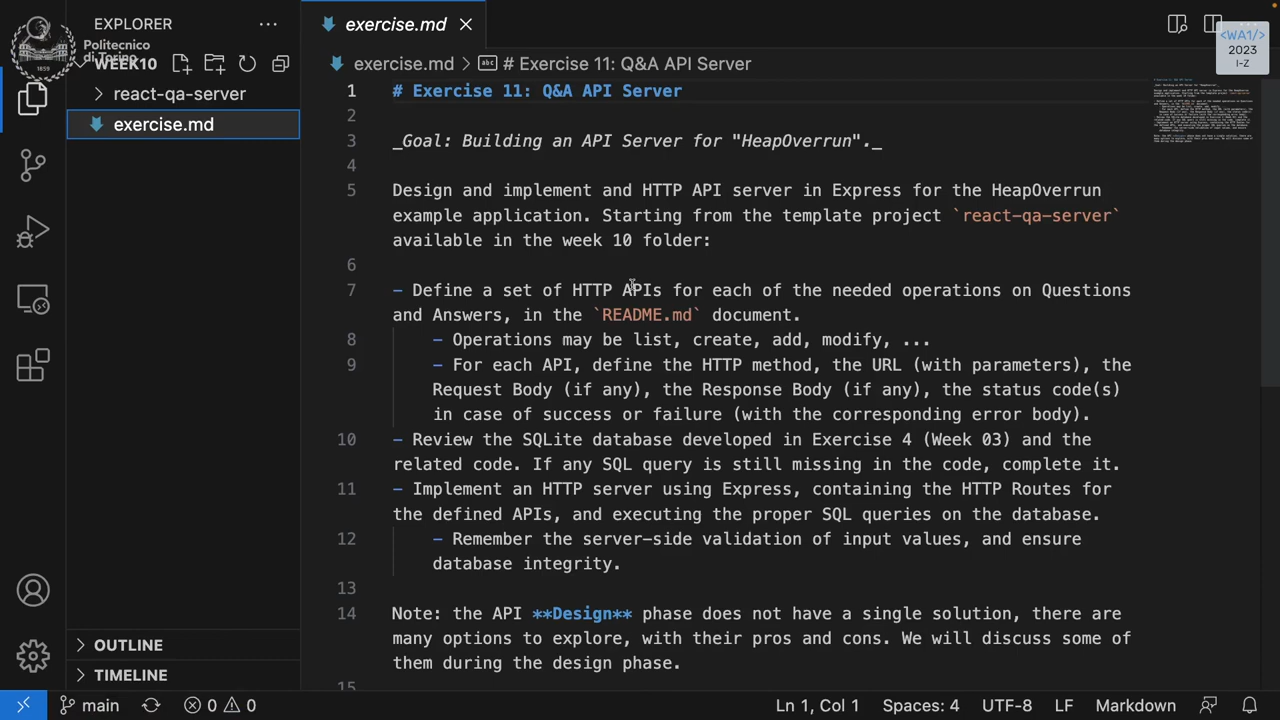 EXPLORER
exercise.md
Politecnico
di Torino
1859
WEEK10
exercise.md > # Exercise 11: Q&A API Server
<WA1/>
2023
I-Z
react-qa-server
exercise.md
1 # Exercise 11: Q&A API Server
2
3 _Goal: Building an API Server for "HeapOverrun"._
4
5 Design and implement and HTTP API server in Express for the HeapOverrun
example application. Starting from the template project `react-qa-server`
available in the week 10 folder:
6
7 - Define a set of HTTP APIs for each of the needed operations on Questions
and Answers, in the `README.md` document.
8 - Operations may be list, create, add, modify, ...
9 - For each API, define the HTTP method, the URL (with parameters), the
Request Body (if any), the Response Body (if any), the status code(s)
in case of success or failure (with the corresponding error body).
10 - Review the SQLite database developed in Exercise 4 (Week 03) and the
related code. If any SQL query is still missing in the code, complete it.
11 - Implement an HTTP server using Express, containing the HTTP Routes for
the defined APIs, and executing the proper SQL queries on the database.
12 - Remember the server-side validation of input values, and ensure
database integrity.
13
14 Note: the API **Design** phase does not have a single solution, there are
many options to explore, with their pros and cons. We will discuss some of
them during the design phase.
15
OUTLINE
TIMELINE
main
0
0
Ln 1, Col 1
Spaces: 4
UTF-8
LF
Markdown